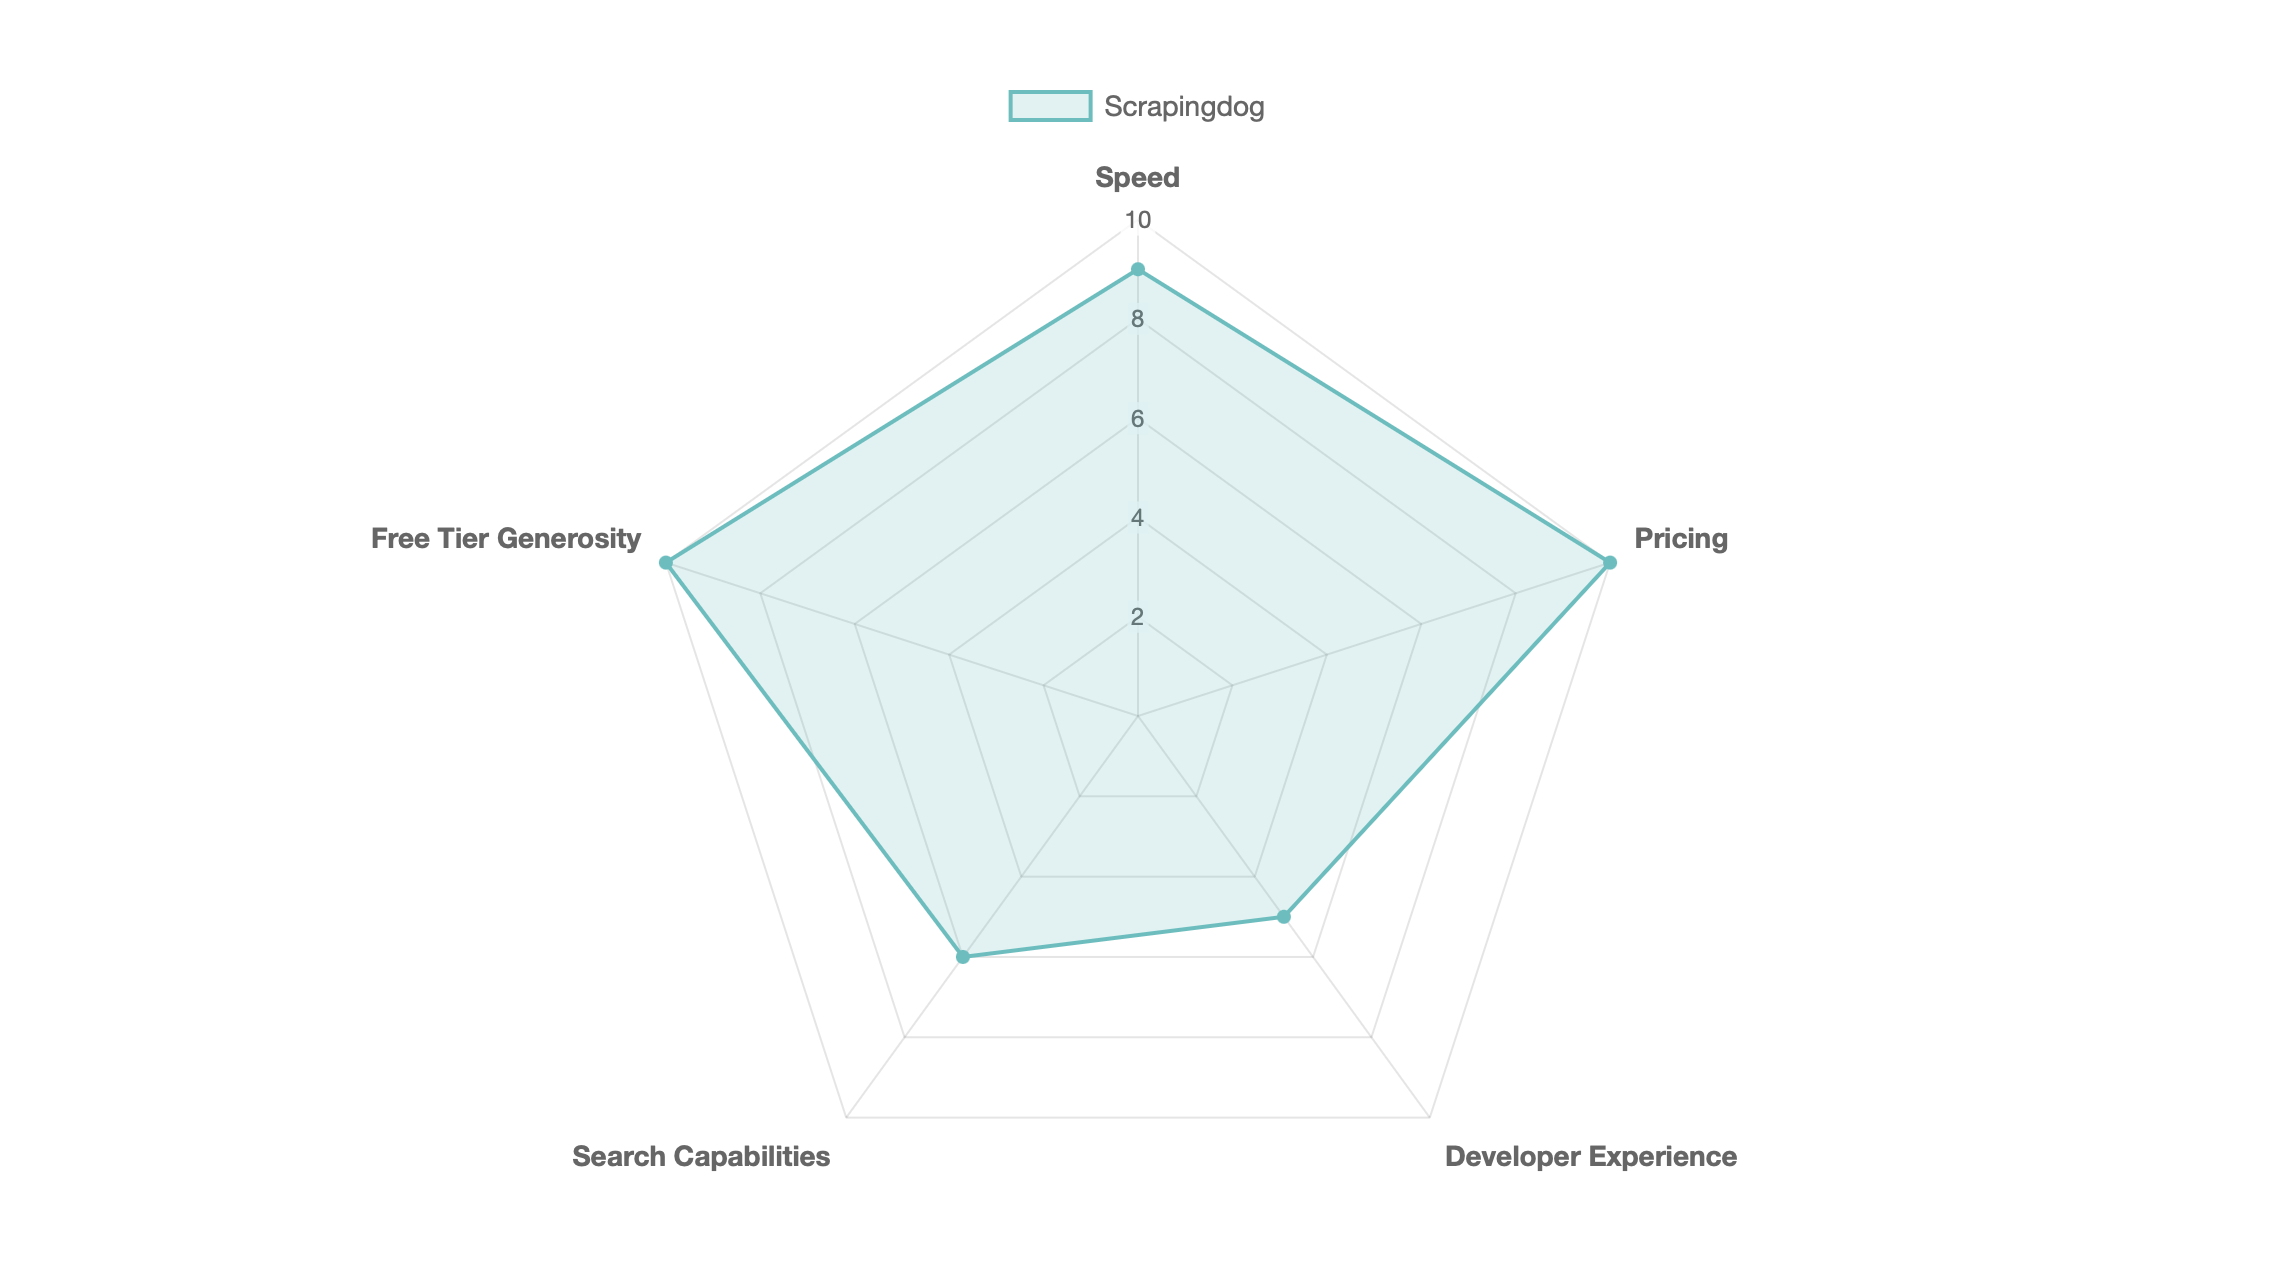 Scrapingdog
Speed
10
8
6
4
2
Free Tier Generosity
Pricing
Search Capabilities
Developer Experience